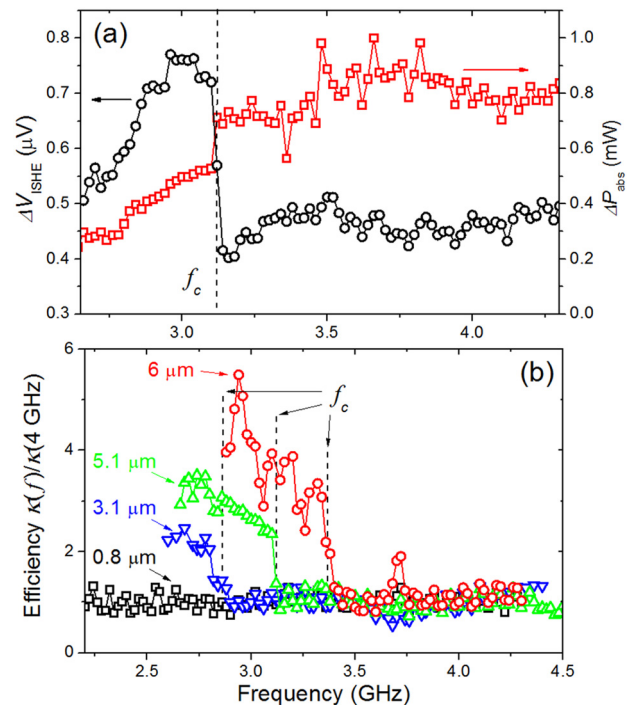 (a)
0.8
0.7
0.6
0.5
0.4
0.3
ΔV_ISHE (μV)
1.0
0.8
0.6
0.4
0.2
0.0
ΔP_abs (mW)
f_c
3.0
3.5
4.0
(b)
6
4
2
0
Efficiency κ(f)/κ(4 GHz)
6 μm
f_c
5.1 μm
3.1 μm
0.8 μm
2.5
3.0
3.5
4.0
4.5
Frequency (GHz)